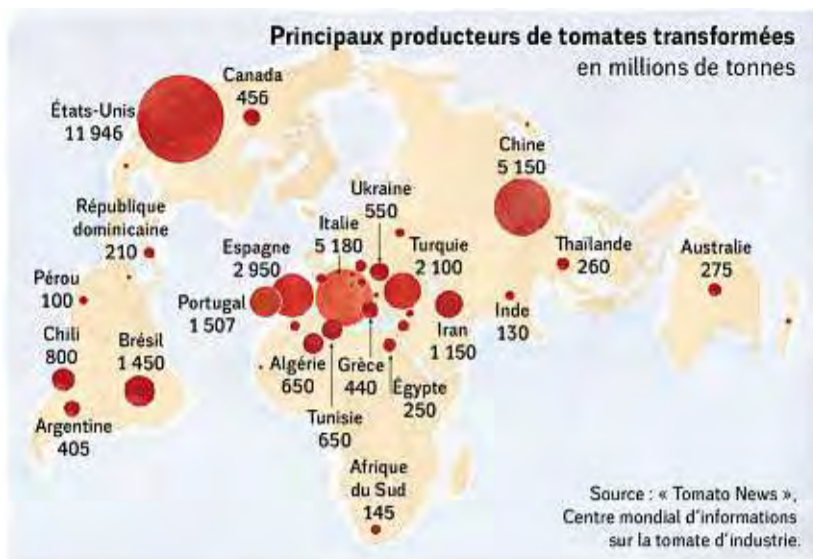 Principaux producteurs de tomates transformées
en millions de tonnes
Canada
456
États-Unis
11 946
Chine
5 150
Ukraine
550
République
dominicaine
210
Italie
5 180
Espagne
2 950
Turquie
2 100
Thaïlande
260
Australie
275
Pérou
100
Portugal
1 507
Inde
130
Iran
1 150
Chili
800
Brésil
1 450
Algérie
650
Grèce
440
Égypte
250
Tunisie
650
Argentine
405
Afrique
du Sud
145
Source : « Tomato News »,
Centre mondial d'informations
sur la tomate d'industrie.